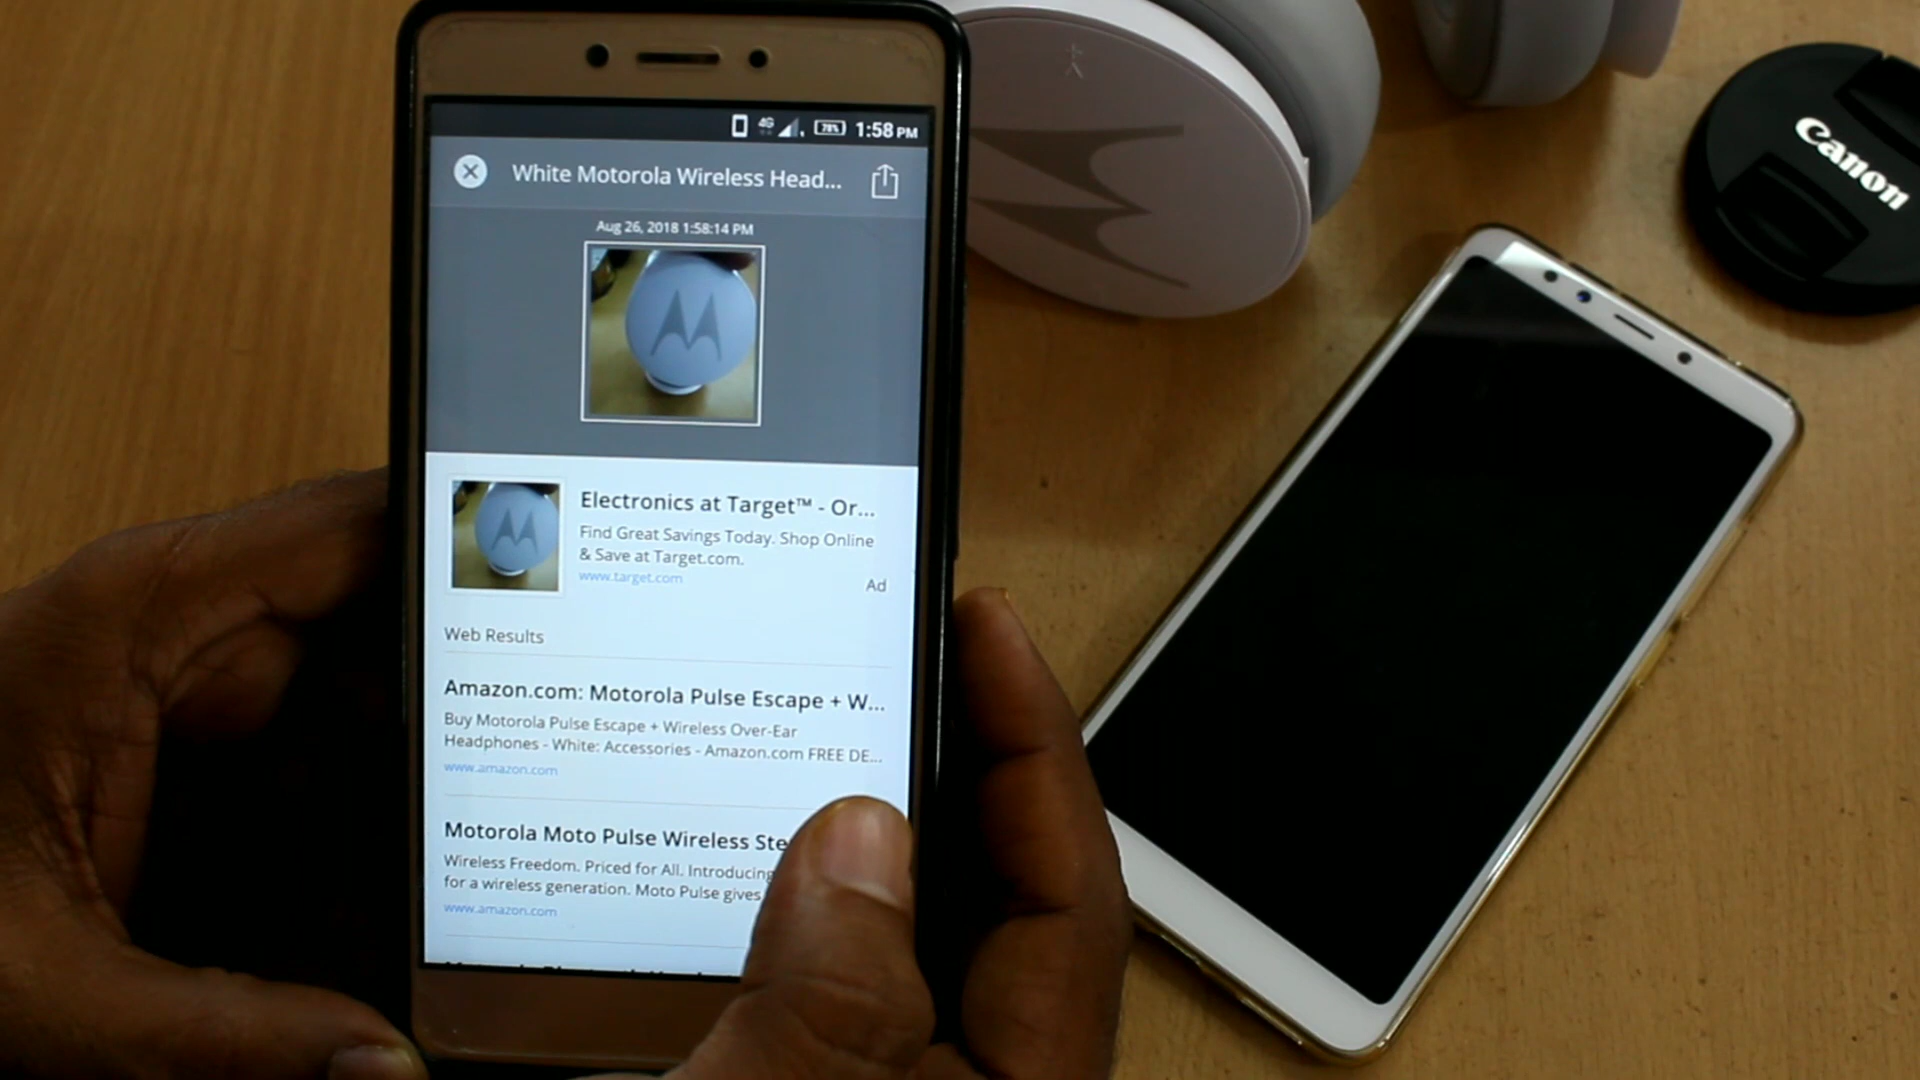 4G 78% 1:58 PM
White Motorola Wireless Head...
Aug 26, 2018 1:58:14 PM
Electronics at Target™ - Or...
Find Great Savings Today. Shop Online
& Save at Target.com.
www.target.com
Ad
Web Results
Amazon.com: Motorola Pulse Escape + W...
Buy Motorola Pulse Escape + Wireless Over-Ear
Headphones - White: Accessories - Amazon.com FREE DE...
www.amazon.com
Motorola Moto Pulse Wireless Ste
Wireless Freedom. Priced for All. Introducing
for a wireless generation. Moto Pulse gives
www.amazon.com
Canon